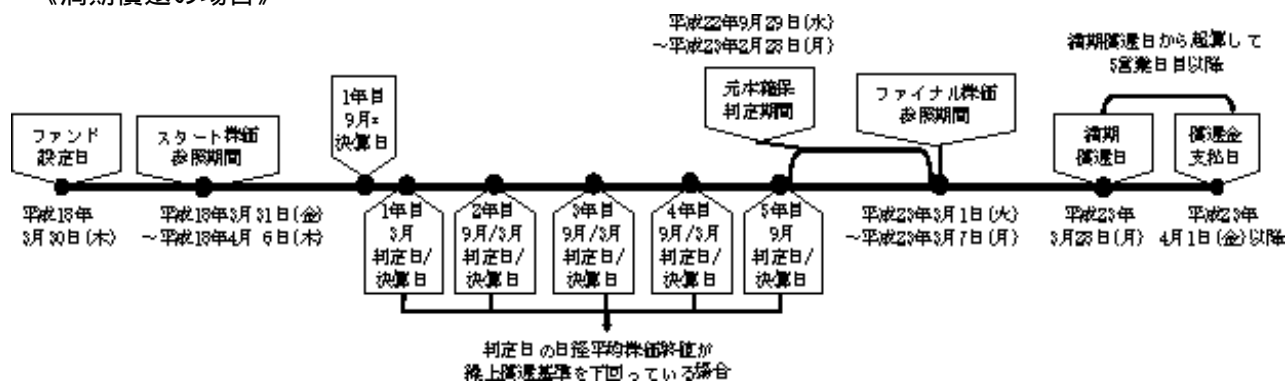 《満期償還の場合》
平成22年9月29日(水)
～平成23年2月28日(月)
満期償還日から起算して
5営業日目以降
1年目
9月:
決算日
元本確保
判定期間
ファイナル株価
参照期間
ファンド
設定日
スタート株価
参照期間
満期
償還日
償還金
支払日
平成18年
3月30日(木)
平成18年3月31日(金)
～平成18年4月 6日(木)
1年目
3月
判定日/
決算日
2年目
9月/3月
判定日/
決算日
3年目
9月/3月
判定日/
決算日
4年目
9月/3月
判定日/
決算日
5年目
9月
判定日/
決算日
平成23年3月1日(火)
～平成23年3月7日(月)
平成23年
3月28日(月)
平成23年
4月1日(金)以降
判定日の日経平均株価終値が
繰上償還基準を下回っている場合